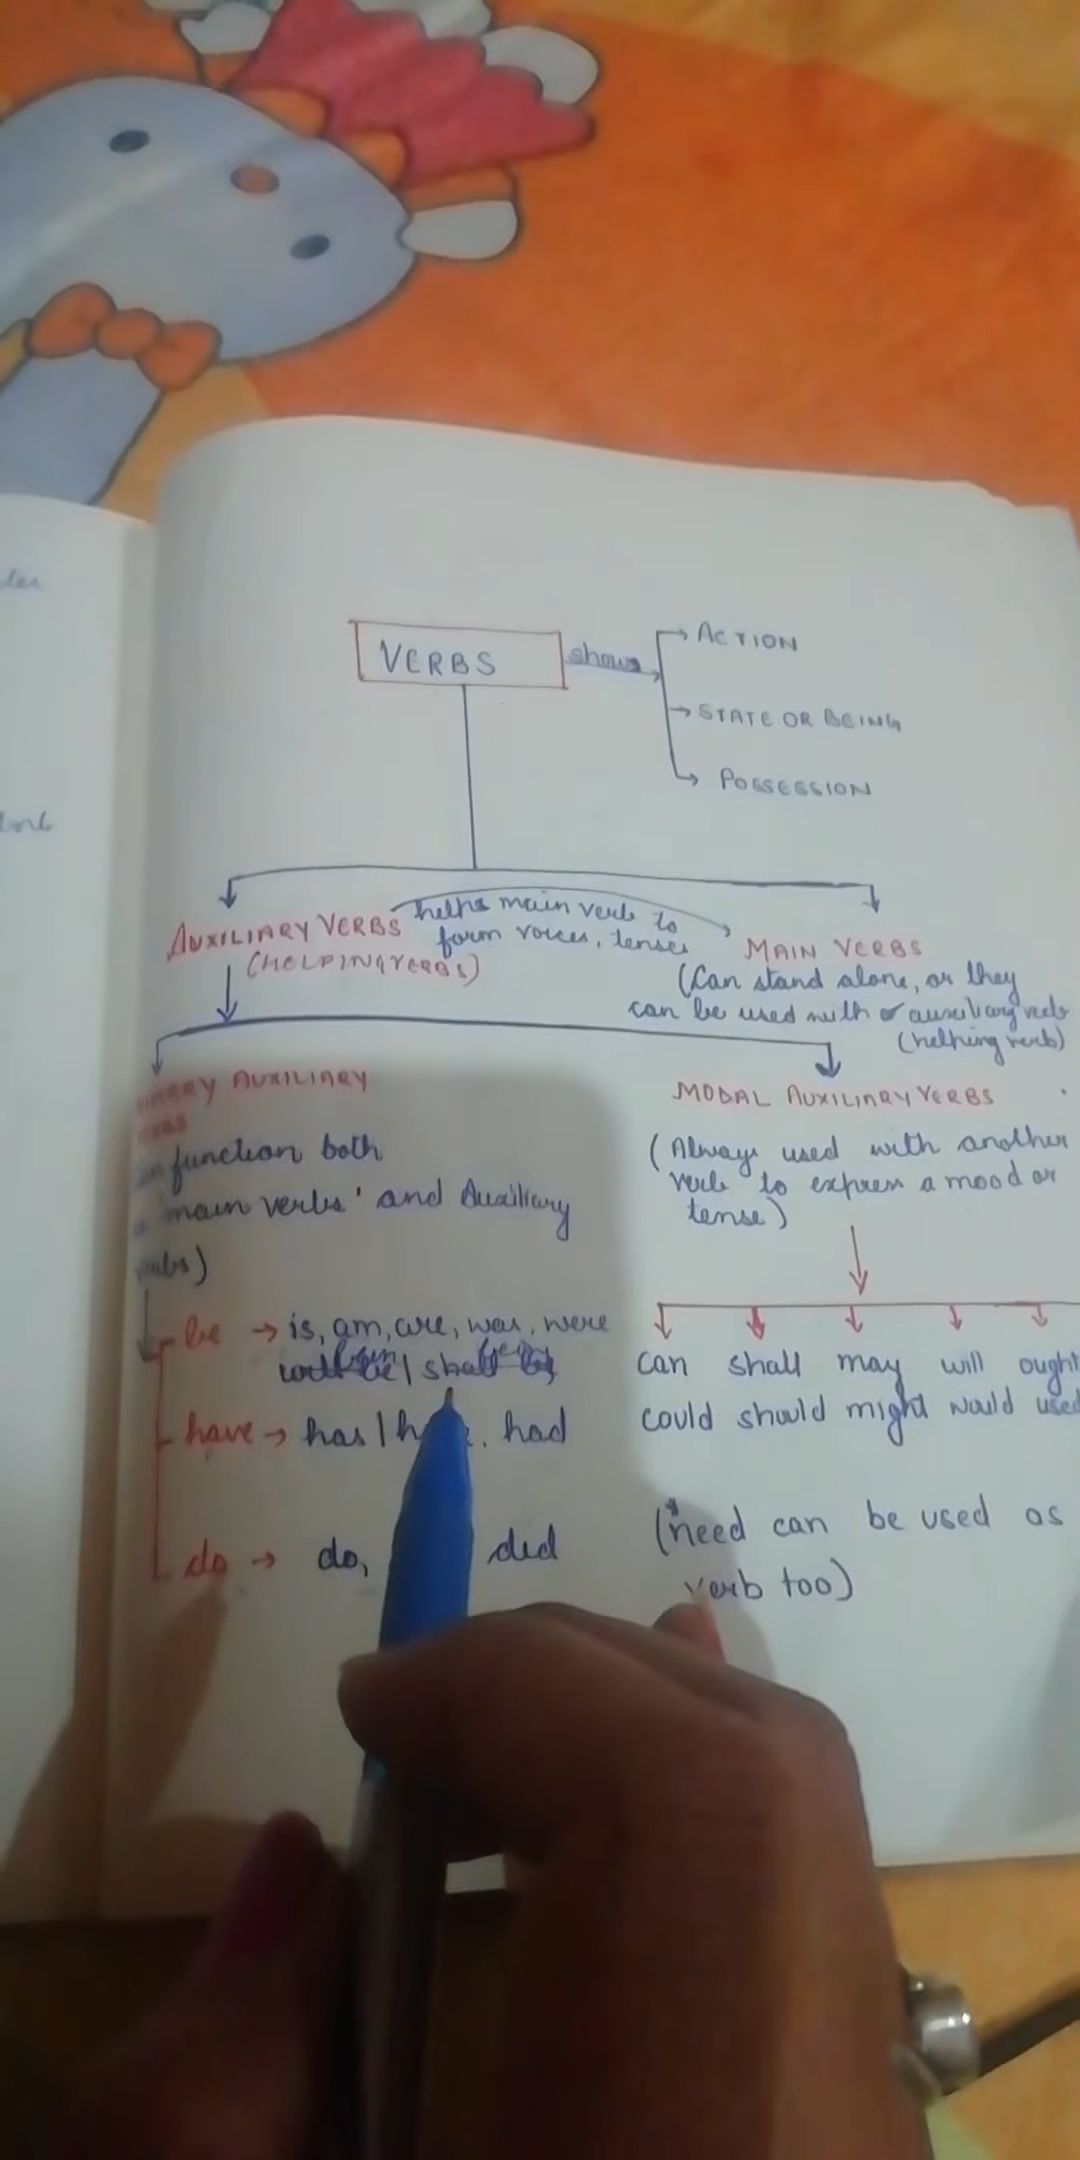 VERBS shows
ACTION
STATE OR BEING
POSSESSION
AUXILIARY VERBS
(HELPING VERBS)
helps main verb to
form voices, tenses
MAIN VERBS
(Can stand alone, or they
can be used with or auxiliary verb
(helping verb)
AUXILIARY
function both
'main verbs' and Auxiliary
verbs)
be → is, am, are, was, were
have → has / had
do → do, did
MODAL AUXILIARY VERBS
(Always used with another
verb to express a mood or
tense)
can shall may will ought
could should might would used
(need can be used as
verb too)